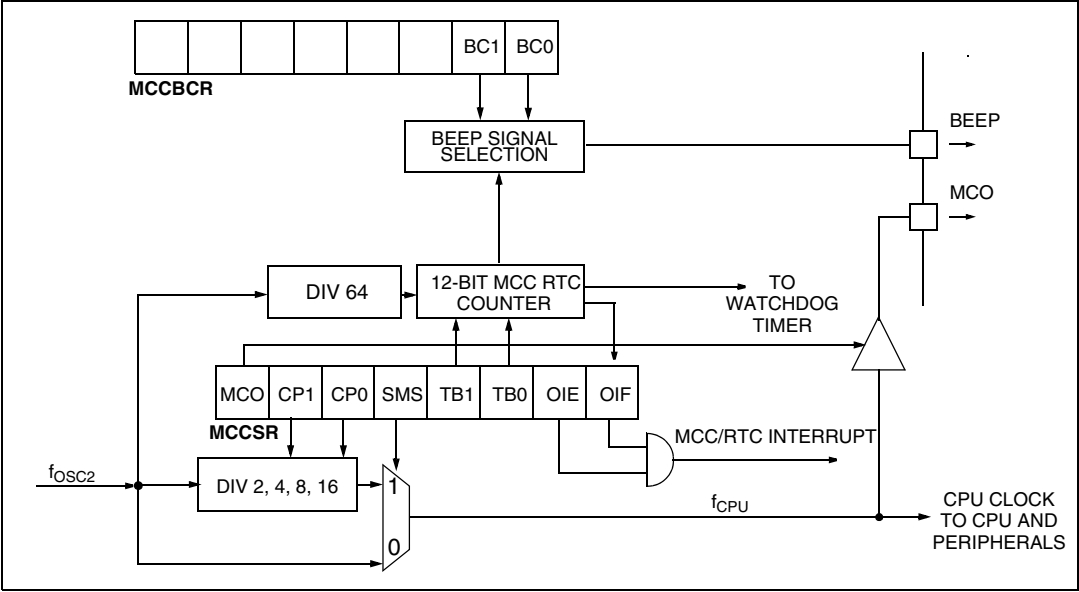 BC1 BC0
MCCBCR
BEEP SIGNAL
SELECTION
BEEP
MCO
DIV 64
12-BIT MCC RTC
COUNTER
TO
WATCHDOG
TIMER
MCO CP1 CP0 SMS TB1 TB0 OIE OIF
MCCSR
MCC/RTC INTERRUPT
fOSC2
DIV 2, 4, 8, 16
1
0
fCPU
CPU CLOCK
TO CPU AND
PERIPHERALS